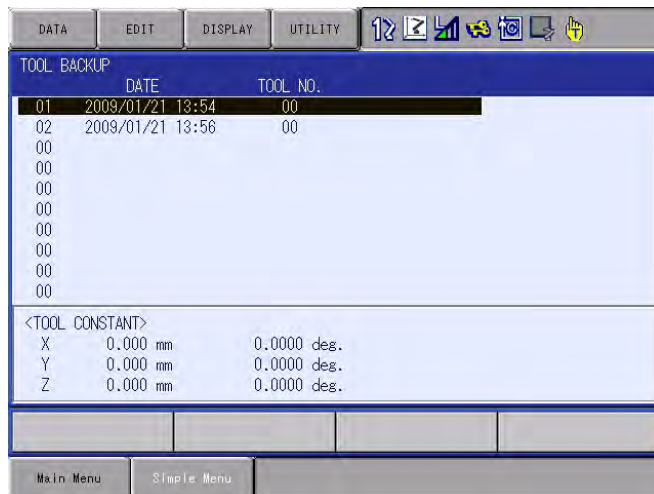 DATA EDIT DISPLAY UTILITY
TOOL BACKUP
DATE TOOL NO.
01 2009/01/21 13:54 00
02 2009/01/21 13:56 00
00
00
00
00
00
00
00
00
<TOOL CONSTANT>
X 0.000 mm 0.0000 deg.
Y 0.000 mm 0.0000 deg.
Z 0.000 mm 0.0000 deg.
Main Menu Simple Menu